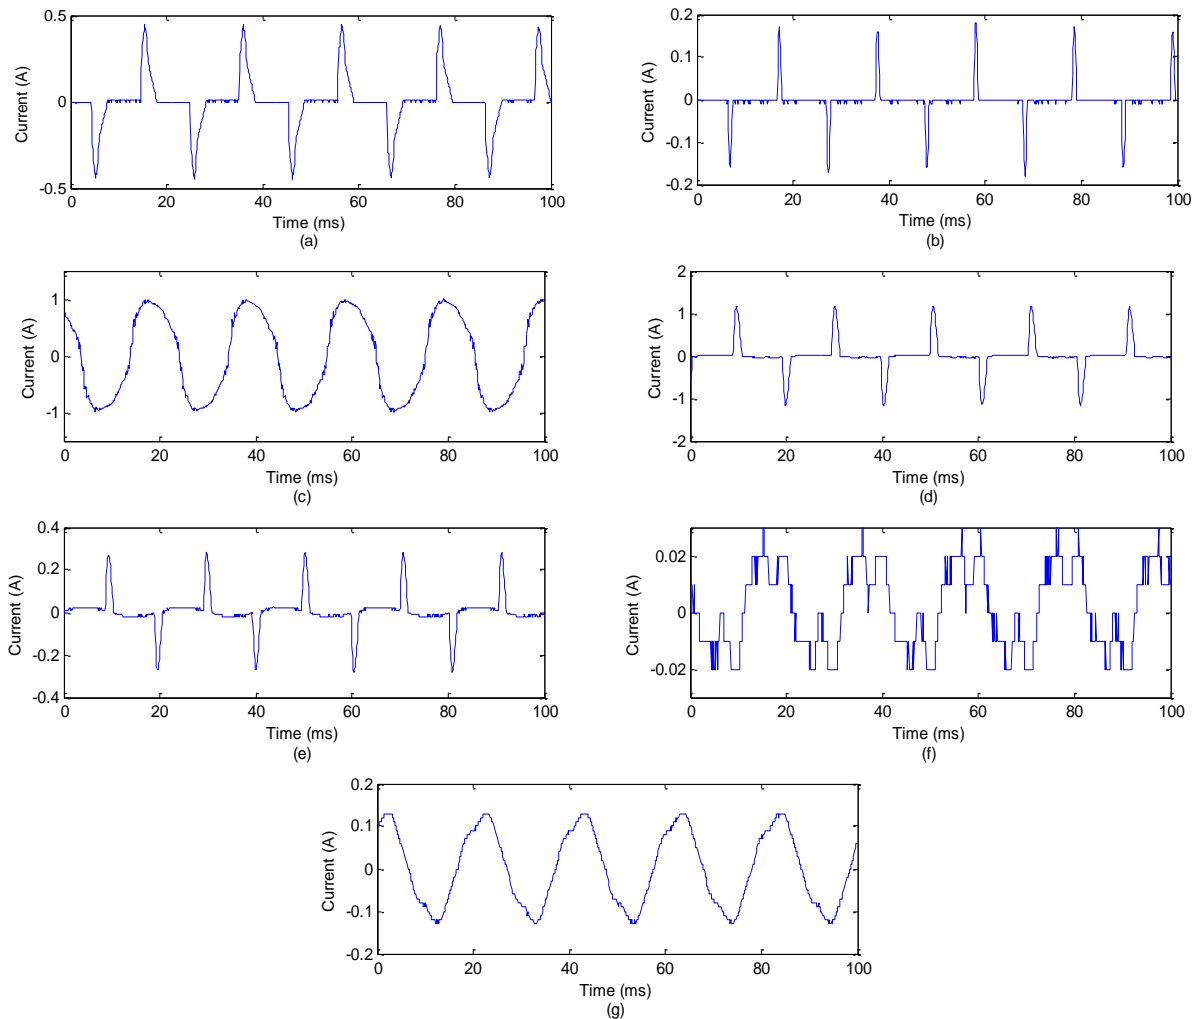 0.5
0
-0.5
Current (A)
0 20 40 60 80 100
Time (ms)
(a)
0.2
0.1
0
-0.1
-0.2
Current (A)
0 20 40 60 80 100
Time (ms)
(b)
1
0
-1
Current (A)
0 20 40 60 80 100
Time (ms)
(c)
2
1
0
-1
-2
Current (A)
0 20 40 60 80 100
Time (ms)
(d)
0.4
0.2
0
-0.2
-0.4
Current (A)
0 20 40 60 80 100
Time (ms)
(e)
0.02
0
-0.02
Current (A)
0 20 40 60 80 100
Time (ms)
(f)
0.2
0.1
0
-0.1
-0.2
Current (A)
0 20 40 60 80 100
Time (ms)
(g)